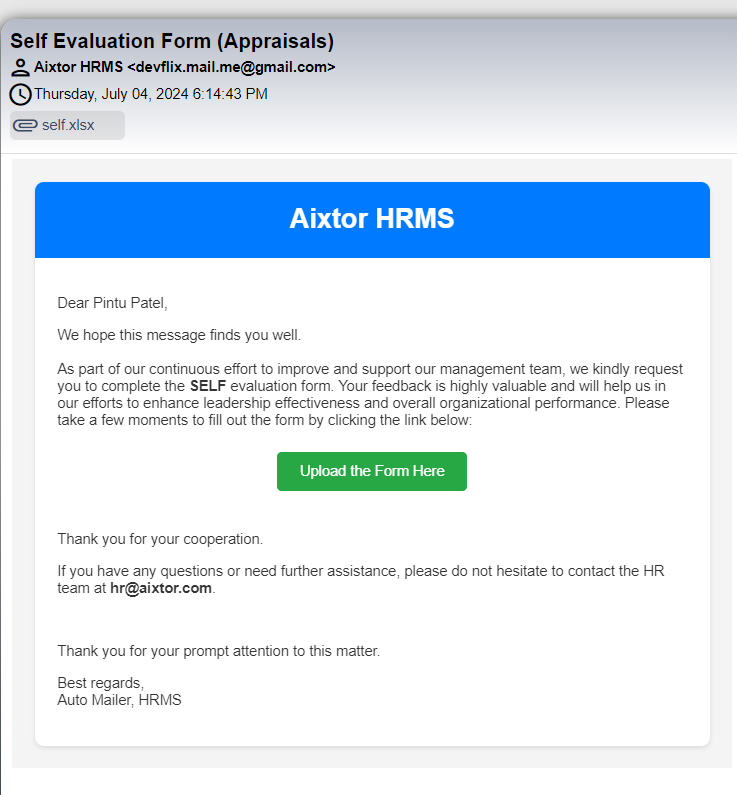 Self Evaluation Form (Appraisals)
Aixtor HRMS <devflix.mail.me@gmail.com>
Thursday, July 04, 2024 6:14:43 PM
self.xlsx
Aixtor HRMS
Dear Pintu Patel,
We hope this message finds you well.
As part of our continuous effort to improve and support our management team, we kindly request
you to complete the SELF evaluation form. Your feedback is highly valuable and will help us in
our efforts to enhance leadership effectiveness and overall organizational performance. Please
take a few moments to fill out the form by clicking the link below:
Upload the Form Here
Thank you for your cooperation.
If you have any questions or need further assistance, please do not hesitate to contact the HR
team at hr@aixtor.com.
Thank you for your prompt attention to this matter.
Best regards,
Auto Mailer, HRMS